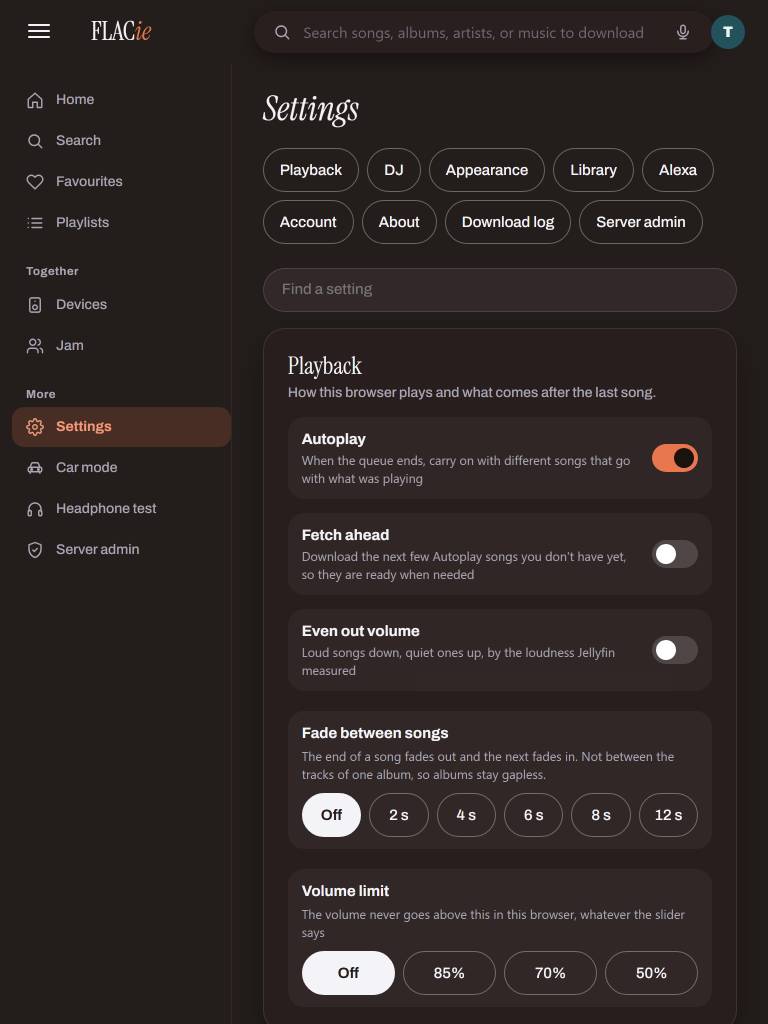 FLACie
Search songs, albums, artists, or music to download
T
Home
Search
Favourites
Playlists
Together
Devices
Jam
More
Settings
Car mode
Headphone test
Server admin
Settings
Playback
DJ
Appearance
Library
Alexa
Account
About
Download log
Server admin
Find a setting
Playback
How this browser plays and what comes after the last song.
Autoplay
When the queue ends, carry on with different songs that go
with what was playing
Fetch ahead
Download the next few Autoplay songs you don't have yet,
so they are ready when needed
Even out volume
Loud songs down, quiet ones up, by the loudness Jellyfin
measured
Fade between songs
The end of a song fades out and the next fades in. Not between the
tracks of one album, so albums stay gapless.
Off
2 s
4 s
6 s
8 s
12 s
Volume limit
The volume never goes above this in this browser, whatever the slider
says
Off
85%
70%
50%